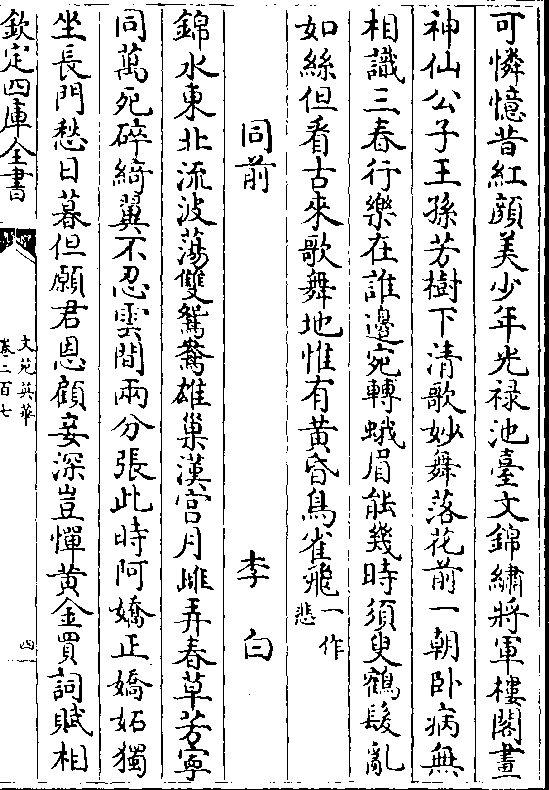 可憐憶昔紅顔美少年光禄池臺文錦繡將軍樓閣畫
神仙公子王孫芳樹下清歌妙舞落花前一朝卧病無
相識三春行樂在誰邊宛轉蛾眉能幾時須臾鶴髮亂
如絲但看古來歌舞地惟有黄昏鳥雀飛一作悲
同前 李白
錦水東北流波蕩雙鴛鴦雄巢漢宫月雌弄春草芳寧
同萬死碎綺翼不忍雲間兩分張此時阿嬌正嬌妬獨
坐長門愁日暮但願君恩顧妾深豈憚黄金買詞賦相
欽定四庫全書
文苑英華
卷二百七
四